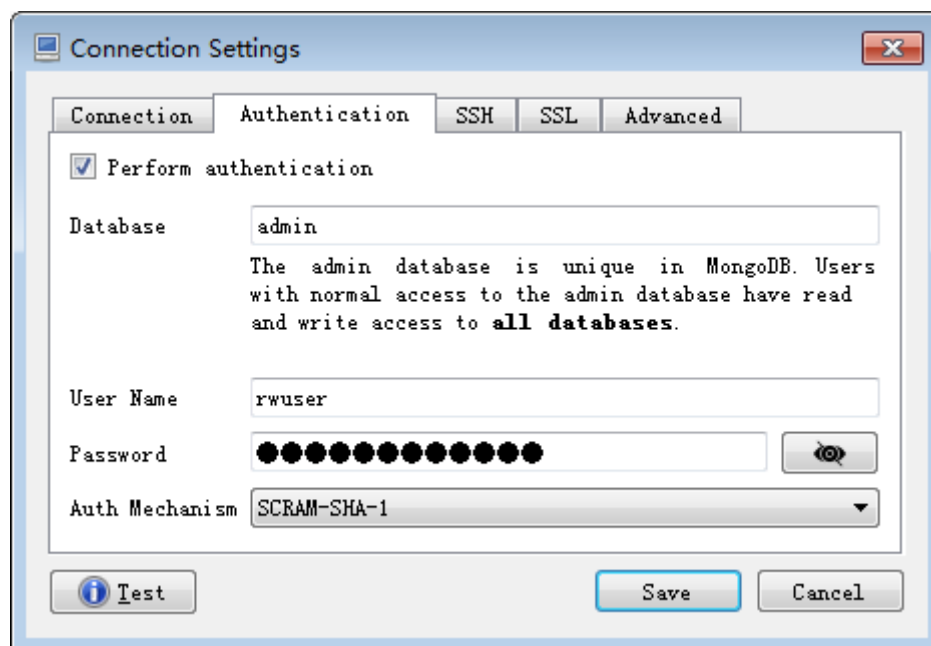 Connection Settings
Connection Authentication SSH SSL Advanced
Perform authentication
Database admin
The admin database is unique in MongoDB. Users
with normal access to the admin database have read
and write access to all databases.
User Name rwuser
Password ●●●●●●●●●●●●
Auth Mechanism SCRAM-SHA-1
Test Save Cancel